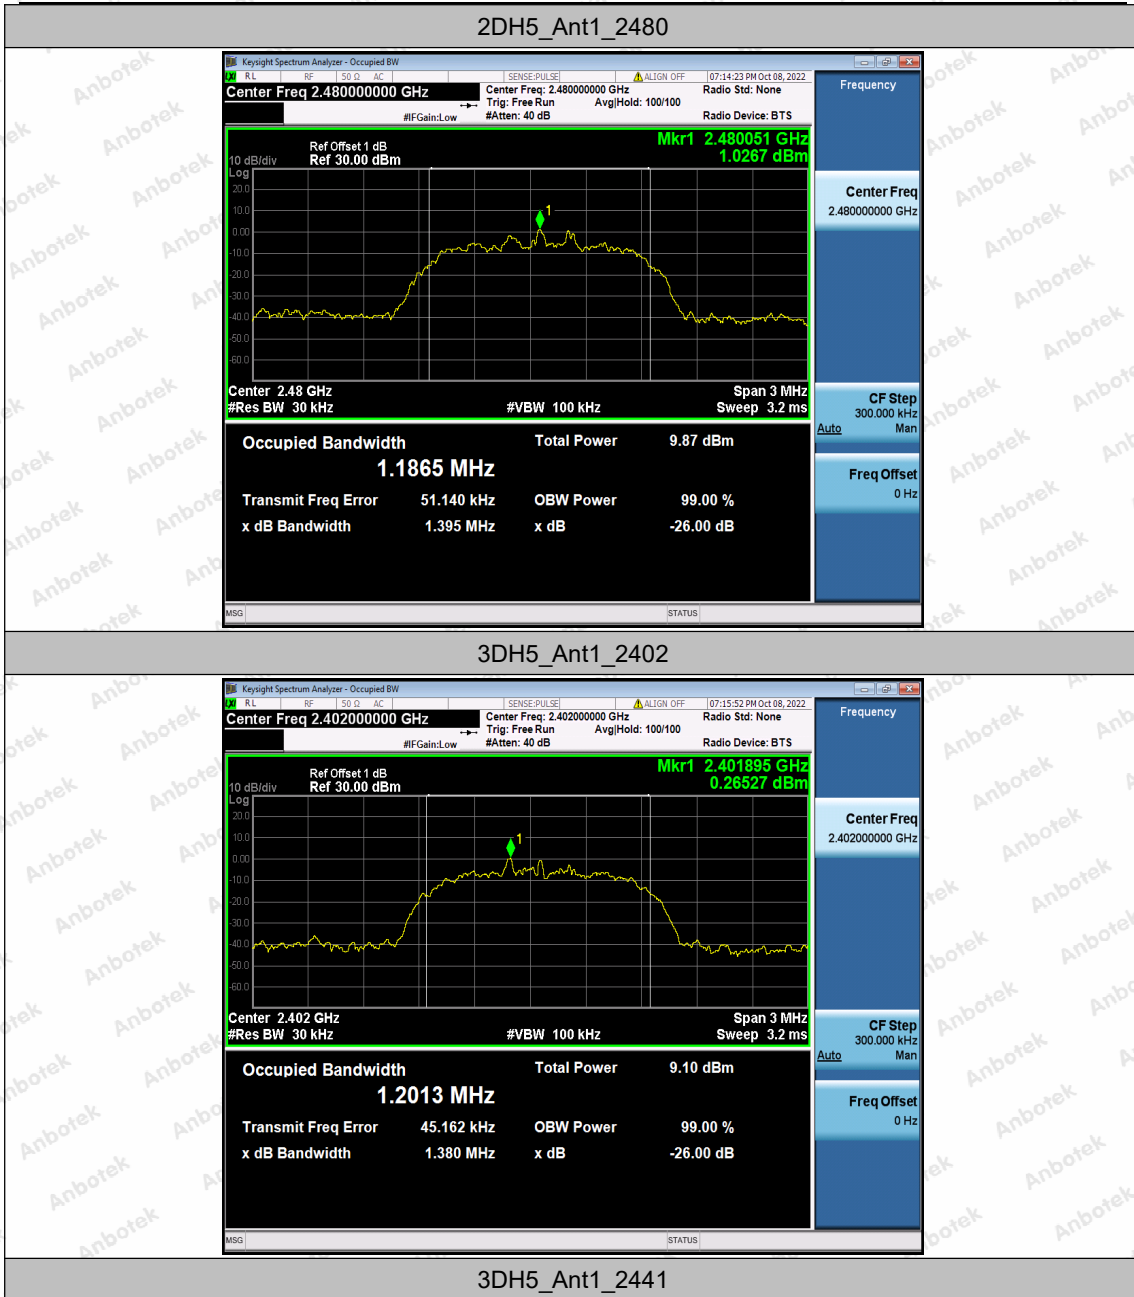 2DH5_Ant1_2480
Keysight Spectrum Analyzer - Occupied BW
LXI RL RF 50 Ω AC SENSE:PULSE ALIGN OFF 07:14:23 PM Oct 08, 2022
Center Freq 2.480000000 GHz
Center Freq: 2.480000000 GHz Radio Std: None
Trig: Free Run Avg|Hold: 100/100
#IFGain:Low #Atten: 40 dB Radio Device: BTS
Mkr1 2.480051 GHz
1.0267 dBm
Ref Offset 1 dB
10 dB/div Ref 30.00 dBm
Log
20.0
10.0
0.00
-10.0
-20.0
-30.0
-40.0
-50.0
-60.0
1
Center 2.48 GHz Span 3 MHz
#Res BW 30 kHz #VBW 100 kHz Sweep 3.2 ms
Occupied Bandwidth Total Power 9.87 dBm
1.1865 MHz
Transmit Freq Error 51.140 kHz OBW Power 99.00 %
x dB Bandwidth 1.395 MHz x dB -26.00 dB
MSG STATUS
Frequency
Center Freq
2.480000000 GHz
CF Step
300.000 kHz
Auto Man
Freq Offset
0 Hz
3DH5_Ant1_2402
Keysight Spectrum Analyzer - Occupied BW
LXI RL RF 50 Ω AC SENSE:PULSE ALIGN OFF 07:15:52 PM Oct 08, 2022
Center Freq 2.402000000 GHz
Center Freq: 2.402000000 GHz Radio Std: None
Trig: Free Run Avg|Hold: 100/100
#IFGain:Low #Atten: 40 dB Radio Device: BTS
Mkr1 2.401895 GHz
0.26527 dBm
Ref Offset 1 dB
10 dB/div Ref 30.00 dBm
Log
20.0
10.0
0.00
-10.0
-20.0
-30.0
-40.0
-50.0
-60.0
1
Center 2.402 GHz Span 3 MHz
#Res BW 30 kHz #VBW 100 kHz Sweep 3.2 ms
Occupied Bandwidth Total Power 9.10 dBm
1.2013 MHz
Transmit Freq Error 45.162 kHz OBW Power 99.00 %
x dB Bandwidth 1.380 MHz x dB -26.00 dB
MSG STATUS
Frequency
Center Freq
2.402000000 GHz
CF Step
300.000 kHz
Auto Man
Freq Offset
0 Hz
3DH5_Ant1_2441
Anbotek